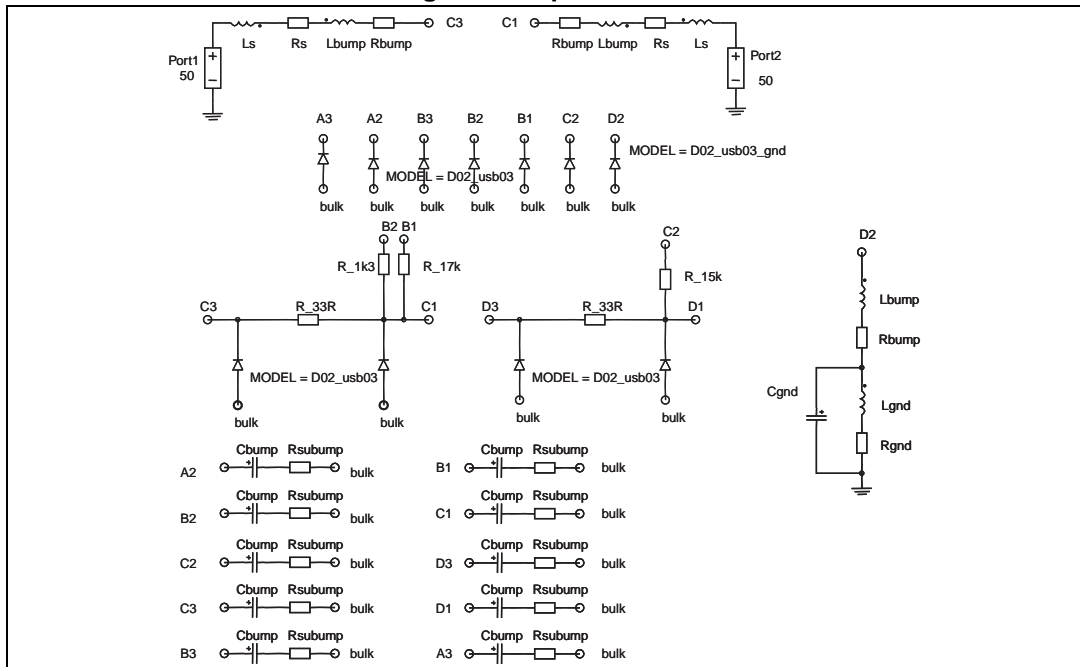 C3
C1
Ls Rs Lbump Rbump
Rbump Lbump Rs Ls
Port1
50
+
−
Port2
50
+
−
A3 A2 B3 B2 B1 C2 D2
MODEL = D02_usb03_gnd
MODEL = D02_usb03
bulk bulk bulk bulk bulk bulk bulk
B2 B1
R_1k3 R_17k
C3 R_33R C1
MODEL = D02_usb03
bulk bulk
C2
R_15k
D3 R_33R D1
MODEL = D02_usb03
bulk bulk
D2
Lbump
Rbump
Cgnd
+
Lgnd
Rgnd
Cbump Rsubump
A2 + bulk
Cbump Rsubump
B1 + bulk
Cbump Rsubump
B2 + bulk
Cbump Rsubump
C1 + bulk
Cbump Rsubump
C2 + bulk
Cbump Rsubump
D3 + bulk
Cbump Rsubump
C3 + bulk
Cbump Rsubump
D1 + bulk
Cbump Rsubump
B3 + bulk
Cbump Rsubump
A3 + bulk